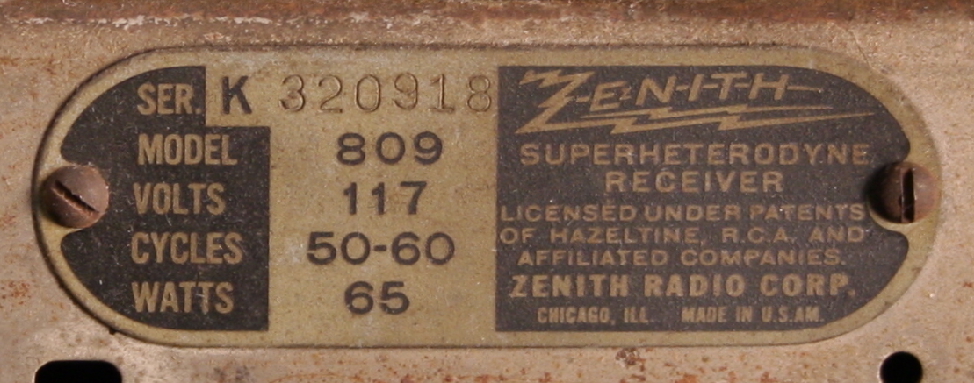 SER. K 320918
MODEL 809
VOLTS 117
CYCLES 50-60
WATTS 65
ZENITH
SUPERHETERODYNE
RECEIVER
LICENSED UNDER PATENTS
OF HAZELTINE, R.C.A. AND
AFFILIATED COMPANIES.
ZENITH RADIO CORP.
CHICAGO, ILL. MADE IN U.S.AM.